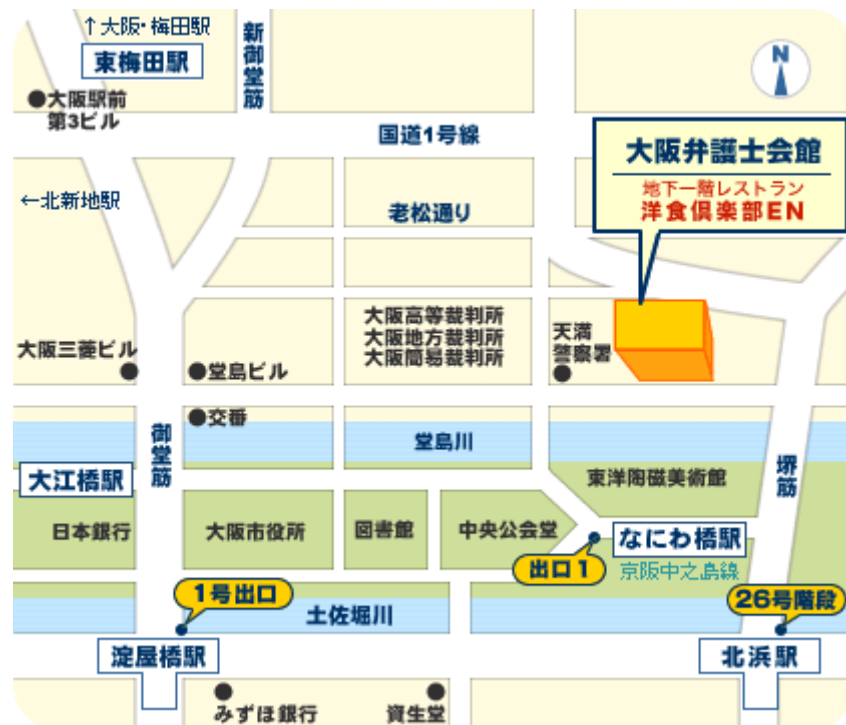 ↑大阪・梅田駅
東梅田駅
新御堂筋
N
●大阪駅前
第3ビル
国道1号線
大阪弁護士会館
地下一階レストラン
洋食倶楽部EN
←北新地駅
老松通り
大阪高等裁判所
大阪地方裁判所
大阪簡易裁判所
天満
警察署
大阪三菱ビル
●堂島ビル
●交番
御堂筋
堂島川
堺筋
大江橋駅
東洋陶磁美術館
日本銀行
大阪市役所
図書館
中央公会堂
なにわ橋駅
出口1
京阪中之島線
1号出口
26号階段
土佐堀川
淀屋橋駅
北浜駅
みずほ銀行
資生堂